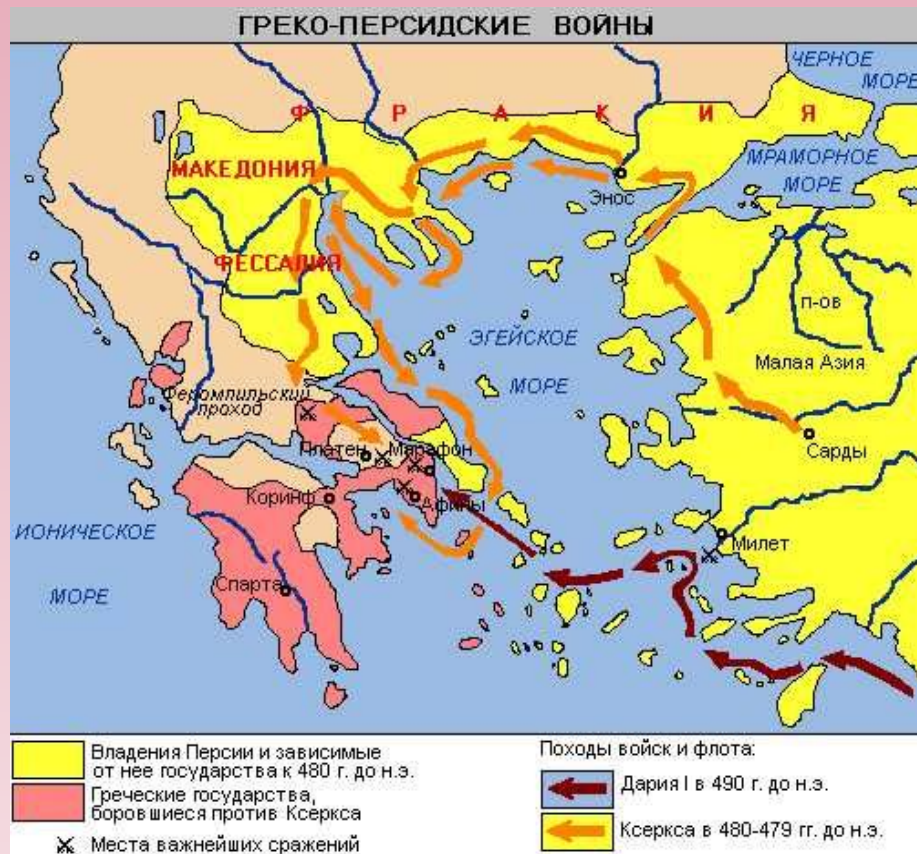 ГРЕКО-ПЕРСИДСКИЕ ВОЙНЫ
ЧЕРНОЕ
МОРЕ
Ф Р А К И Я
МРАМОРНОЕ
МОРЕ
МАКЕДОНИЯ
Энос
ФЕССАЛИЯ
п-ов
Малая Азия
ЭГЕЙСКОЕ
МОРЕ
Феромпильский
проход
Сарды
Платеи
Марафон
Коринф
Афины
ИОНИЧЕСКОЕ
МОРЕ
Милет
Спарта
Владения Персии и зависимые
от нее государства к 480 г. до н.э.
Греческие государства,
боровшиеся против Ксеркса
Места важнейших сражений
Походы войск и флота:
Дария I в 490 г. до н.э.
Ксеркса в 480-479 гг. до н.э.